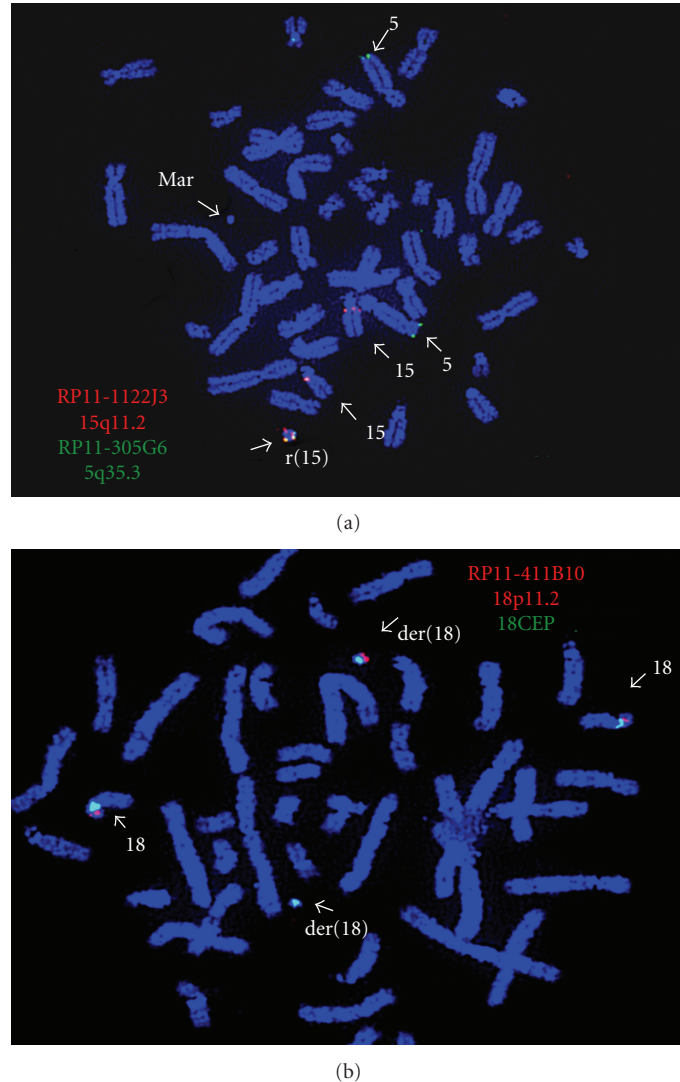 5
Mar
15
5
15
r(15)
RP11-1122J3
15q11.2
RP11-305G6
5q35.3
(a)
RP11-411B10
18p11.2
18CEP
der(18)
18
18
der(18)
(b)